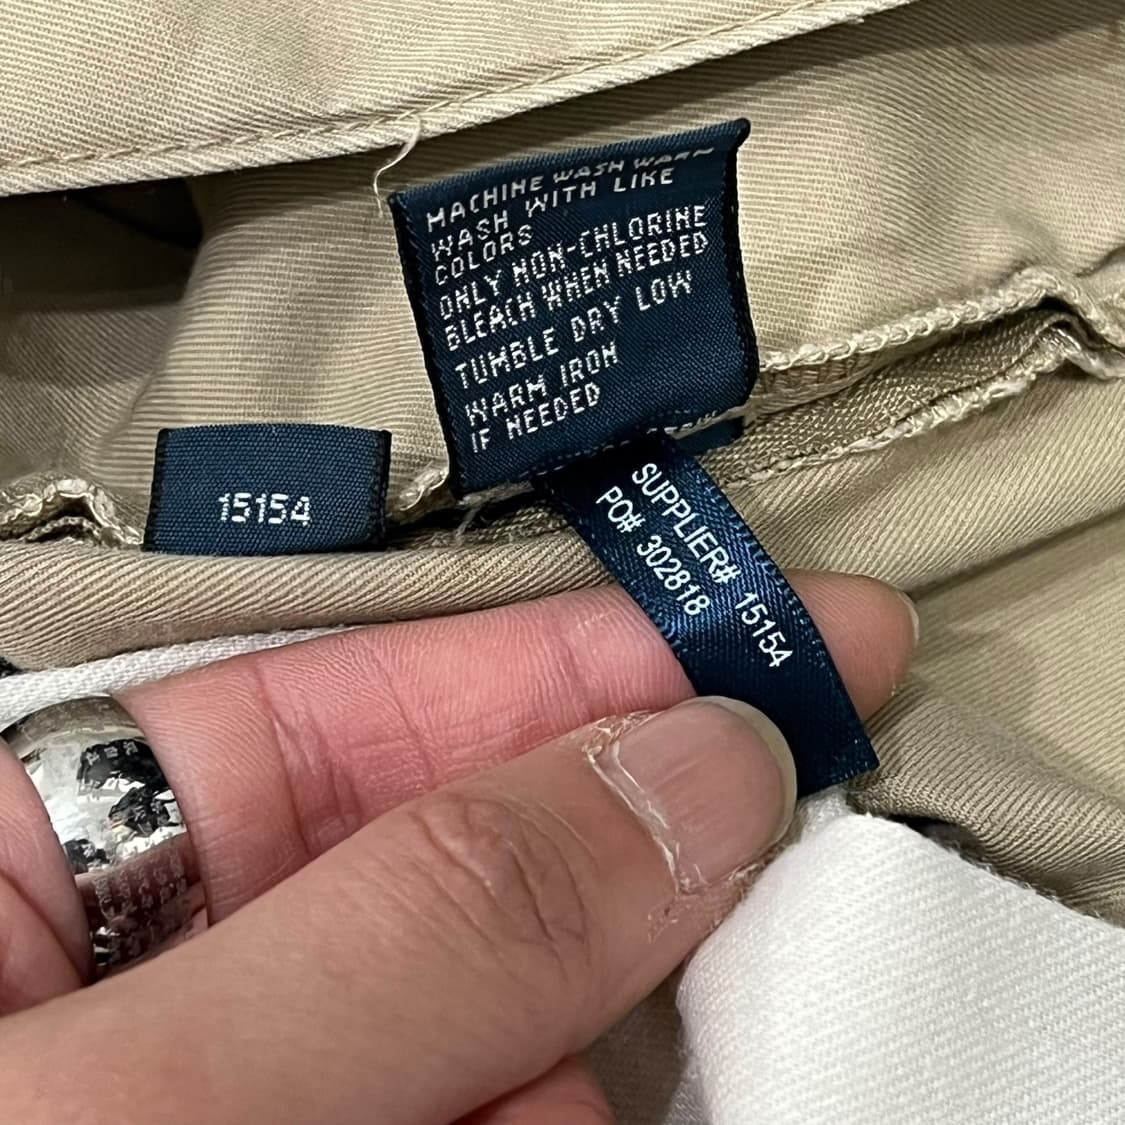 MACHINE WASH WARM
WASH WITH LIKE
COLORS
ONLY NON-CHLORINE
BLEACH WHEN NEEDED
TUMBLE DRY LOW
WARM IRON
IF NEEDED
15154
SUPPLIER# 15154
PO# 302818